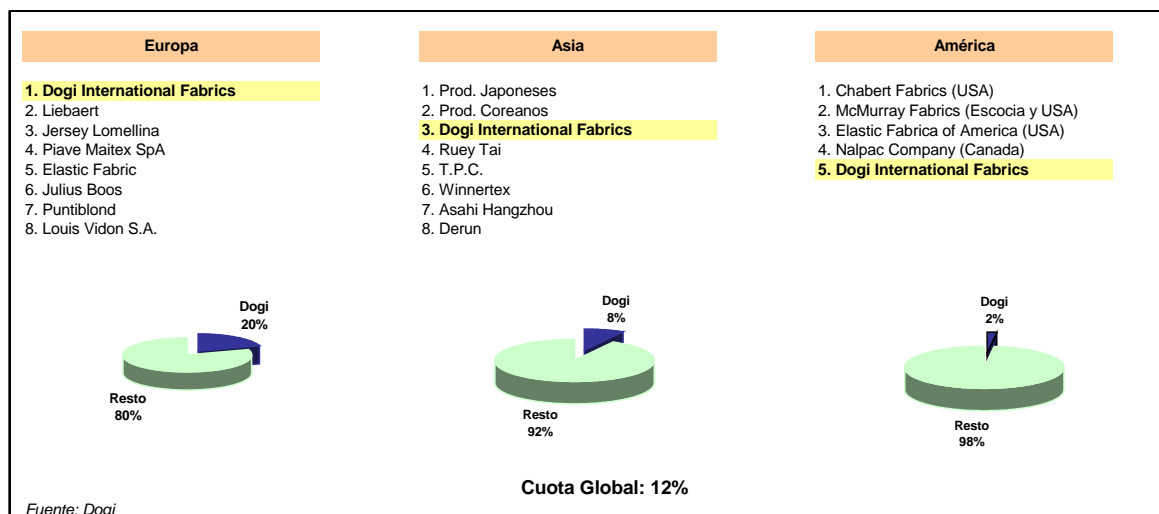 Europa
1. Dogi International Fabrics
2. Liebaert
3. Jersey Lomellina
4. Piave Maitex SpA
5. Elastic Fabric
6. Julius Boos
7. Puntiblond
8. Louis Vidon S.A.
Dogi
20%
Resto
80%
Asia
1. Prod. Japoneses
2. Prod. Coreanos
3. Dogi International Fabrics
4. Ruey Tai
5. T.P.C.
6. Winnertex
7. Asahi Hangzhou
8. Derun
Dogi
8%
Resto
92%
América
1. Chabert Fabrics (USA)
2. McMurray Fabrics (Escocia y USA)
3. Elastic Fabrica of America (USA)
4. Nalpac Company (Canada)
5. Dogi International Fabrics
Dogi
2%
Resto
98%
Cuota Global: 12%
Fuente: Dogi